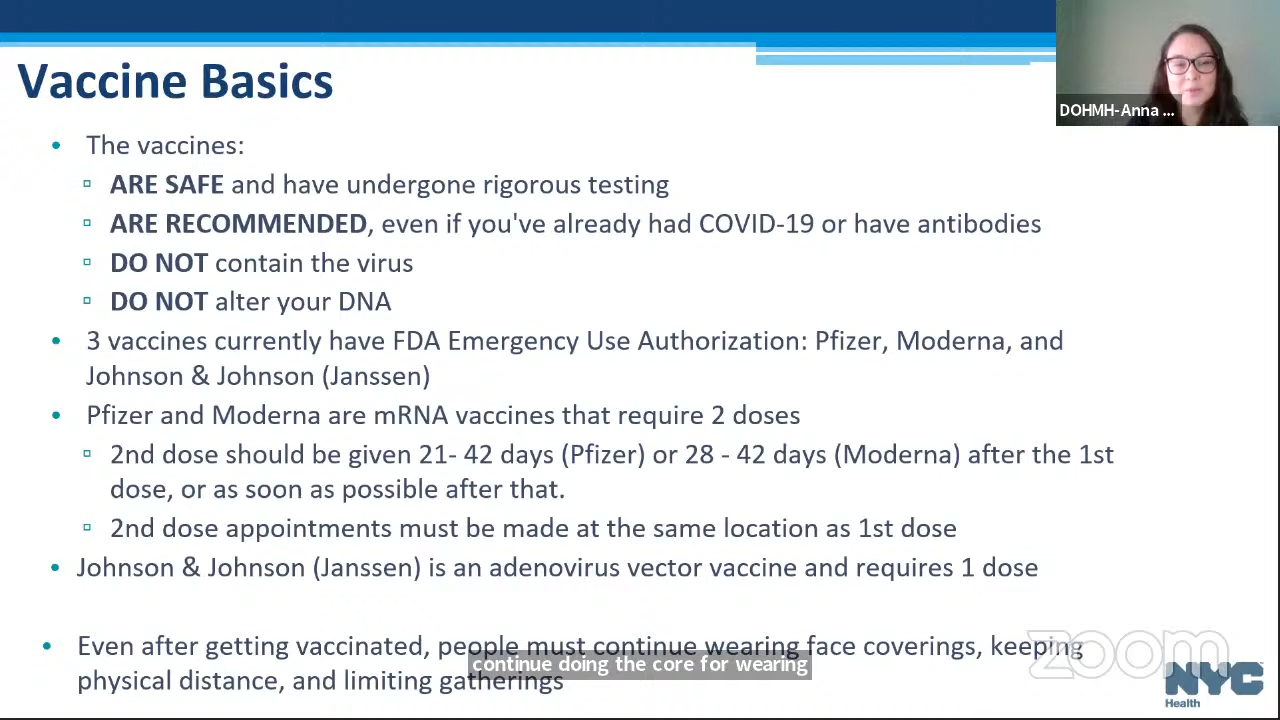 Vaccine Basics
DOHMH-Anna ...
• The vaccines:
▫ ARE SAFE and have undergone rigorous testing
▫ ARE RECOMMENDED, even if you've already had COVID-19 or have antibodies
▫ DO NOT contain the virus
▫ DO NOT alter your DNA
• 3 vaccines currently have FDA Emergency Use Authorization: Pfizer, Moderna, and
Johnson & Johnson (Janssen)
• Pfizer and Moderna are mRNA vaccines that require 2 doses
▫ 2nd dose should be given 21- 42 days (Pfizer) or 28 - 42 days (Moderna) after the 1st
dose, or as soon as possible after that.
▫ 2nd dose appointments must be made at the same location as 1st dose
• Johnson & Johnson (Janssen) is an adenovirus vector vaccine and requires 1 dose
• Even after getting vaccinated, people must continue wearing face coverings, keeping
physical distance, and limiting gatherings
continue doing the core for wearing
zoom
NYC
Health